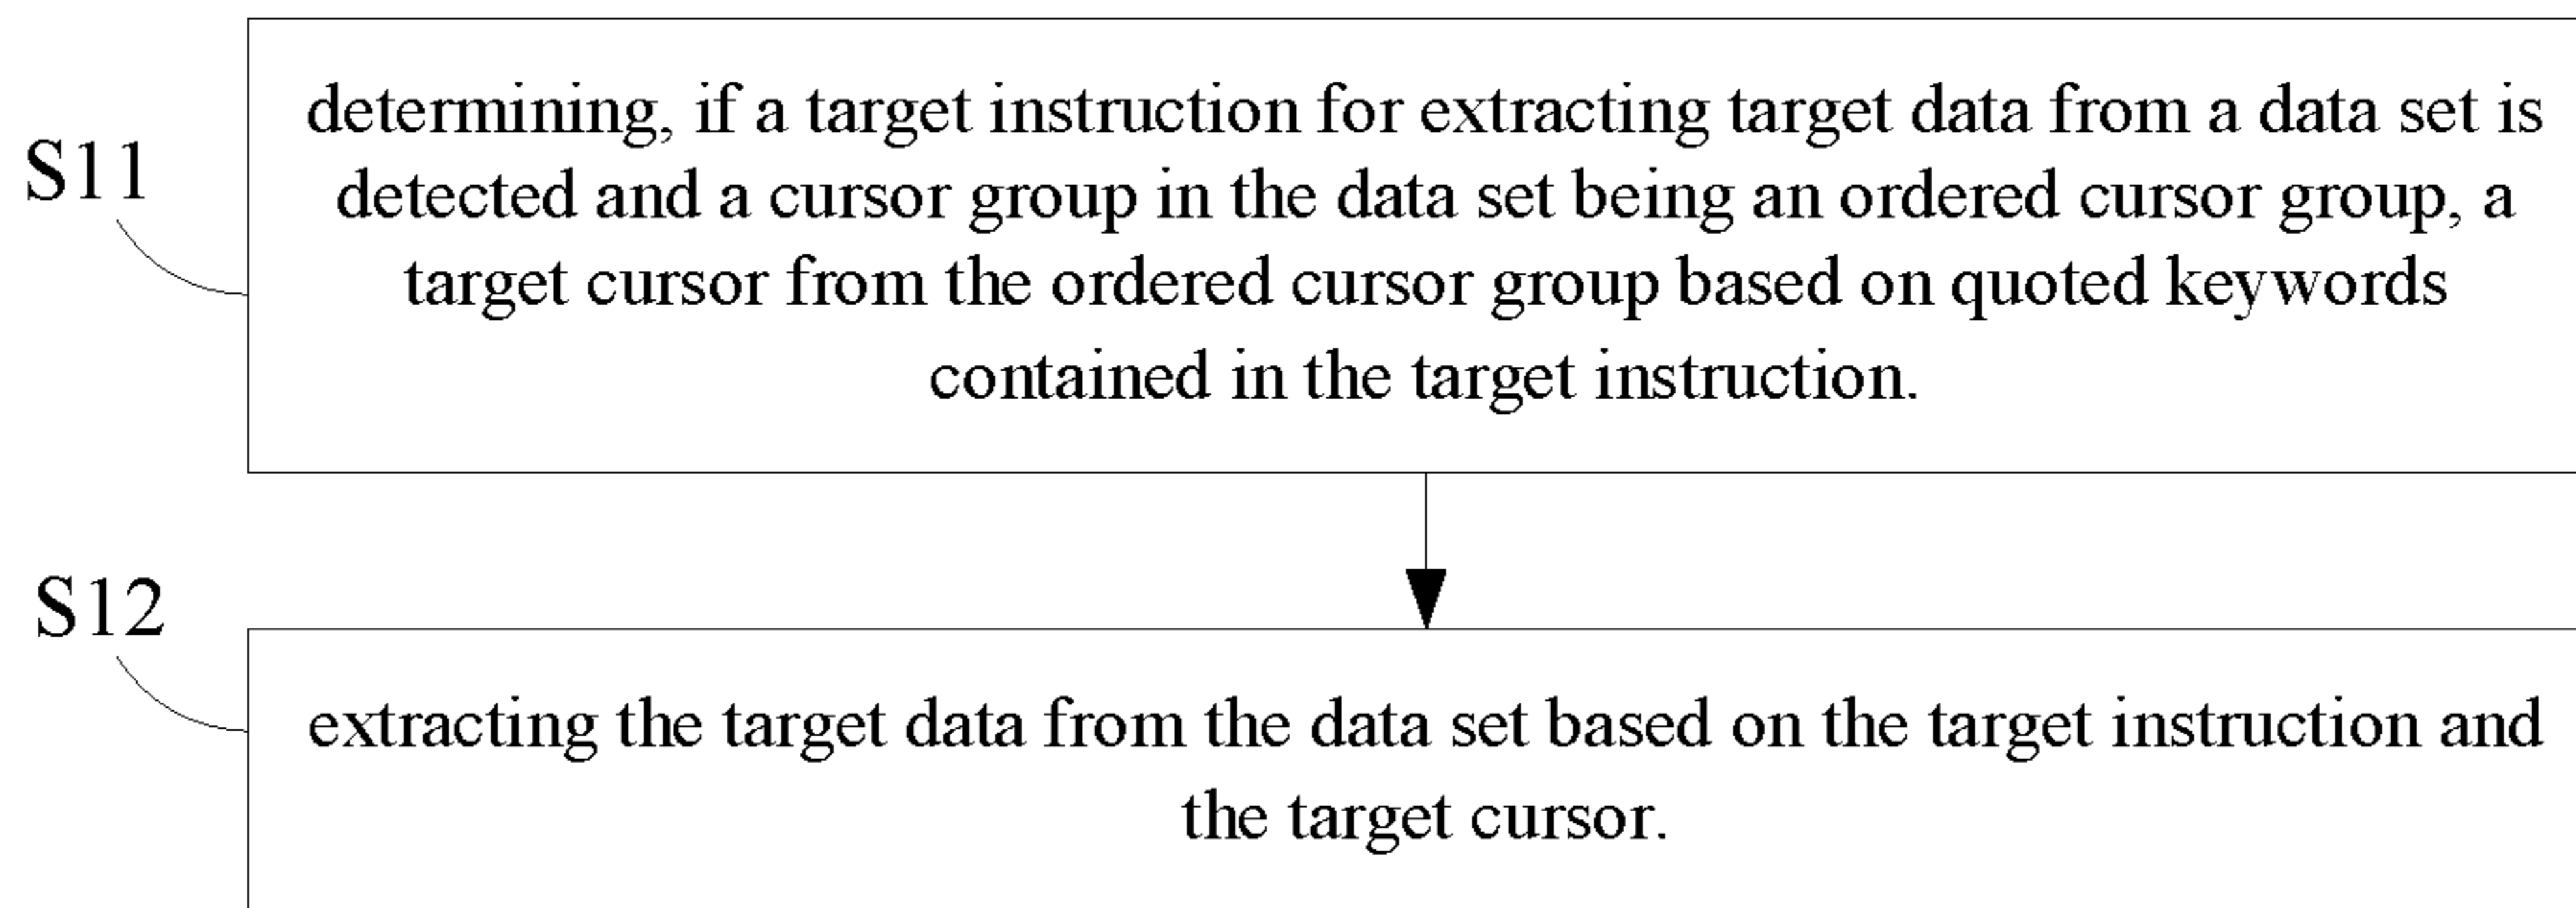 S11
determining, if a target instruction for extracting target data from a data set is
detected and a cursor group in the data set being an ordered cursor group, a
target cursor from the ordered cursor group based on quoted keywords
contained in the target instruction.
S12
extracting the target data from the data set based on the target instruction and
the target cursor.